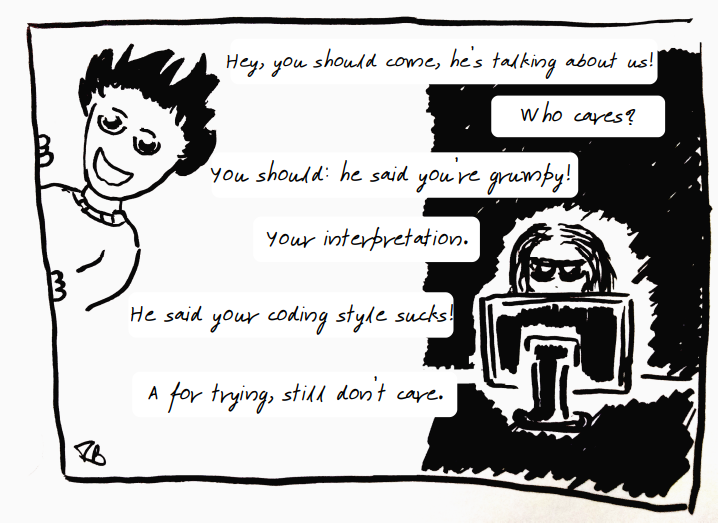 Hey, you should come, he's talking about us!
Who cares?
You should: he said you're grumpy!
Your interpretation.
He said your coding style sucks!
A for trying, still don't care.